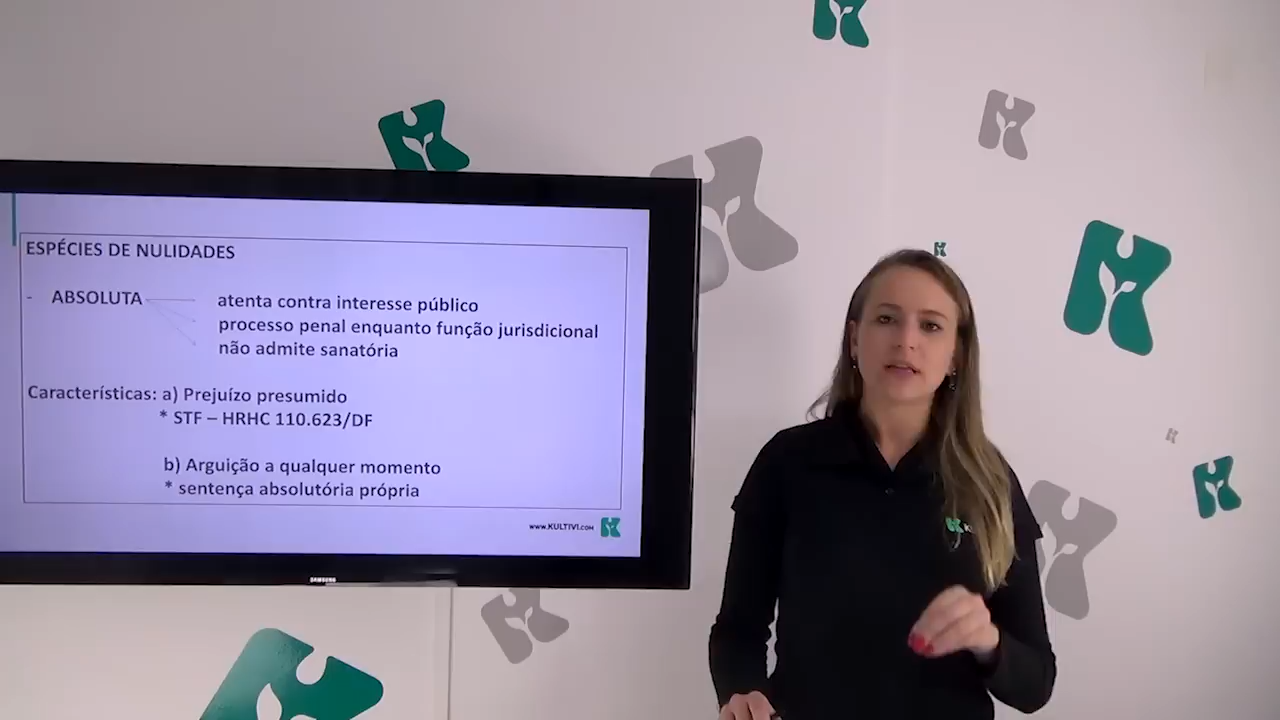 ESPÉCIES DE NULIDADES
- ABSOLUTA
atenta contra interesse público
processo penal enquanto função jurisdicional
não admite sanatória
Características: a) Prejuízo presumido
* STF – HRHC 110.623/DF
b) Arguição a qualquer momento
* sentença absolutória própria
www.KULTIVI.COM
SAMSUNG